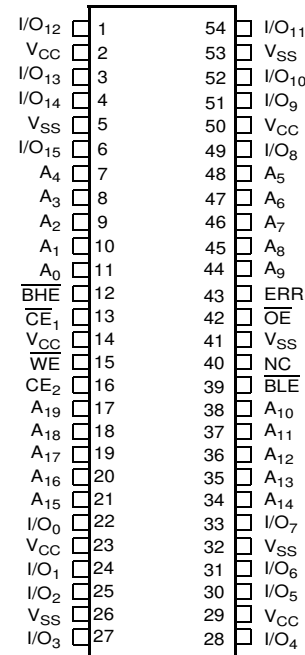 I/O12 1 54 I/O11
VCC 2 53 VSS
I/O13 3 52 I/O10
I/O14 4 51 I/O9
VSS 5 50 VCC
I/O15 6 49 I/O8
A4 7 48 A5
A3 8 47 A6
A2 9 46 A7
A1 10 45 A8
A0 11 44 A9
B̅H̅E̅ 12 43 ERR
C̅E̅1 13 42 O̅E̅
VCC 14 41 VSS
W̅E̅ 15 40 NC
CE2 16 39 B̅L̅E̅
A19 17 38 A10
A18 18 37 A11
A17 19 36 A12
A16 20 35 A13
A15 21 34 A14
I/O0 22 33 I/O7
VCC 23 32 VSS
I/O1 24 31 I/O6
I/O2 25 30 I/O5
VSS 26 29 VCC
I/O3 27 28 I/O4